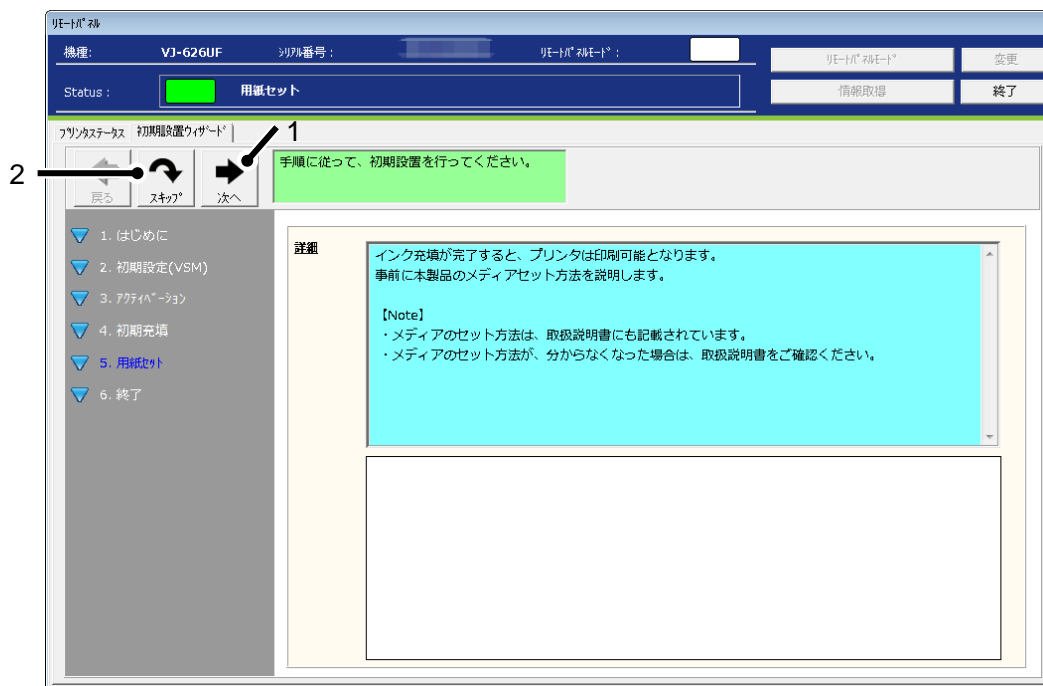 ﾘﾓｰﾄﾊﾟﾈﾙ
機種: VJ-626UF ｼﾘｱﾙ番号： ﾘﾓｰﾄﾊﾟﾈﾙﾓｰﾄﾞ：
ﾘﾓｰﾄﾊﾟﾈﾙﾓｰﾄﾞ 変更
Status： 用紙セット
情報取得 終了
ﾌﾟﾘﾝﾀｽﾃｰﾀｽ 初期設置ｳｨｻﾞｰﾄﾞ
1
2
戻る ｽｷｯﾌﾟ 次へ
手順に従って、初期設置を行ってください。
1. はじめに
2. 初期設定(VSM)
3. ｱｸﾃｨﾍﾞｰｼｮﾝ
4. 初期充填
5. 用紙ｾｯﾄ
6. 終了
詳細
インク充填が完了すると、プリンタは印刷可能となります。
事前に本製品のメディアセット方法を説明します。
【Note】
・メディアのセット方法は、取扱説明書にも記載されています。
・メディアのセット方法が、分からなくなった場合は、取扱説明書をご確認ください。